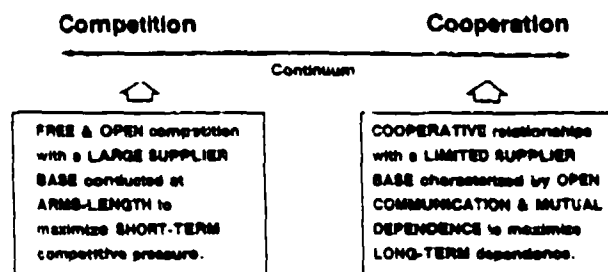 Competition
Cooperation
Continuum
FREE & OPEN competition
with a LARGE SUPPLIER
BASE conducted at
ARMS-LENGTH to
maximize SHORT-TERM
competitive pressure.
COOPERATIVE relationships
with a LIMITED SUPPLIER
BASE characterized by OPEN
COMMUNICATION & MUTUAL
DEPENDENCE to maximize
LONG-TERM dependence.